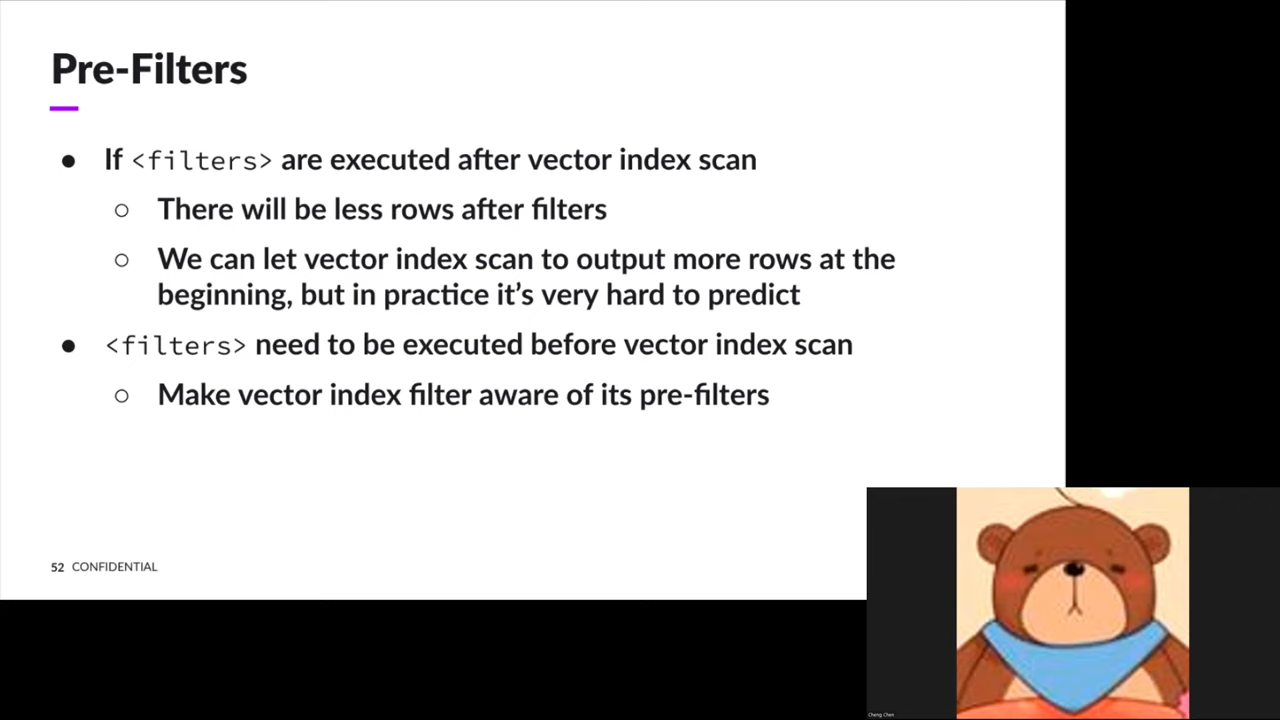 Pre-Filters
● If <filters> are executed after vector index scan
○ There will be less rows after filters
○ We can let vector index scan to output more rows at the
beginning, but in practice it’s very hard to predict
● <filters> need to be executed before vector index scan
○ Make vector index filter aware of its pre-filters
52 CONFIDENTIAL
Cheng Chen